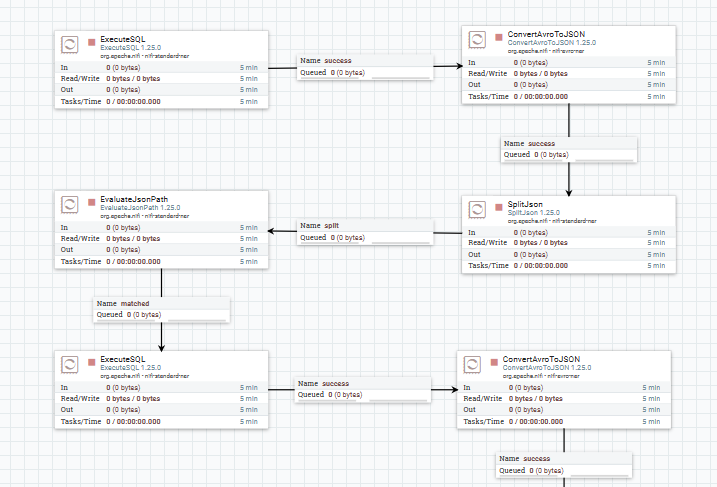 ExecuteSQL
ExecuteSQL 1.25.0
org.apache.nifi - nifi-standard-nar
In 0 (0 bytes) 5 min
Read/Write 0 bytes / 0 bytes 5 min
Out 0 (0 bytes) 5 min
Tasks/Time 0 / 00:00:00.000 5 min
Name success
Queued 0 (0 bytes)
ConvertAvroToJSON
ConvertAvroToJSON 1.25.0
org.apache.nifi - nifi-avro-nar
In 0 (0 bytes) 5 min
Read/Write 0 bytes / 0 bytes 5 min
Out 0 (0 bytes) 5 min
Tasks/Time 0 / 00:00:00.000 5 min
Name success
Queued 0 (0 bytes)
SplitJson
SplitJson 1.25.0
org.apache.nifi - nifi-standard-nar
In 0 (0 bytes) 5 min
Read/Write 0 bytes / 0 bytes 5 min
Out 0 (0 bytes) 5 min
Tasks/Time 0 / 00:00:00.000 5 min
Name split
Queued 0 (0 bytes)
EvaluateJsonPath
EvaluateJsonPath 1.25.0
org.apache.nifi - nifi-standard-nar
In 0 (0 bytes) 5 min
Read/Write 0 bytes / 0 bytes 5 min
Out 0 (0 bytes) 5 min
Tasks/Time 0 / 00:00:00.000 5 min
Name matched
Queued 0 (0 bytes)
ExecuteSQL
ExecuteSQL 1.25.0
org.apache.nifi - nifi-standard-nar
In 0 (0 bytes) 5 min
Read/Write 0 bytes / 0 bytes 5 min
Out 0 (0 bytes) 5 min
Tasks/Time 0 / 00:00:00.000 5 min
Name success
Queued 0 (0 bytes)
ConvertAvroToJSON
ConvertAvroToJSON 1.25.0
org.apache.nifi - nifi-avro-nar
In 0 (0 bytes) 5 min
Read/Write 0 bytes / 0 bytes 5 min
Out 0 (0 bytes) 5 min
Tasks/Time 0 / 00:00:00.000 5 min
Name success
Queued 0 (0 bytes)